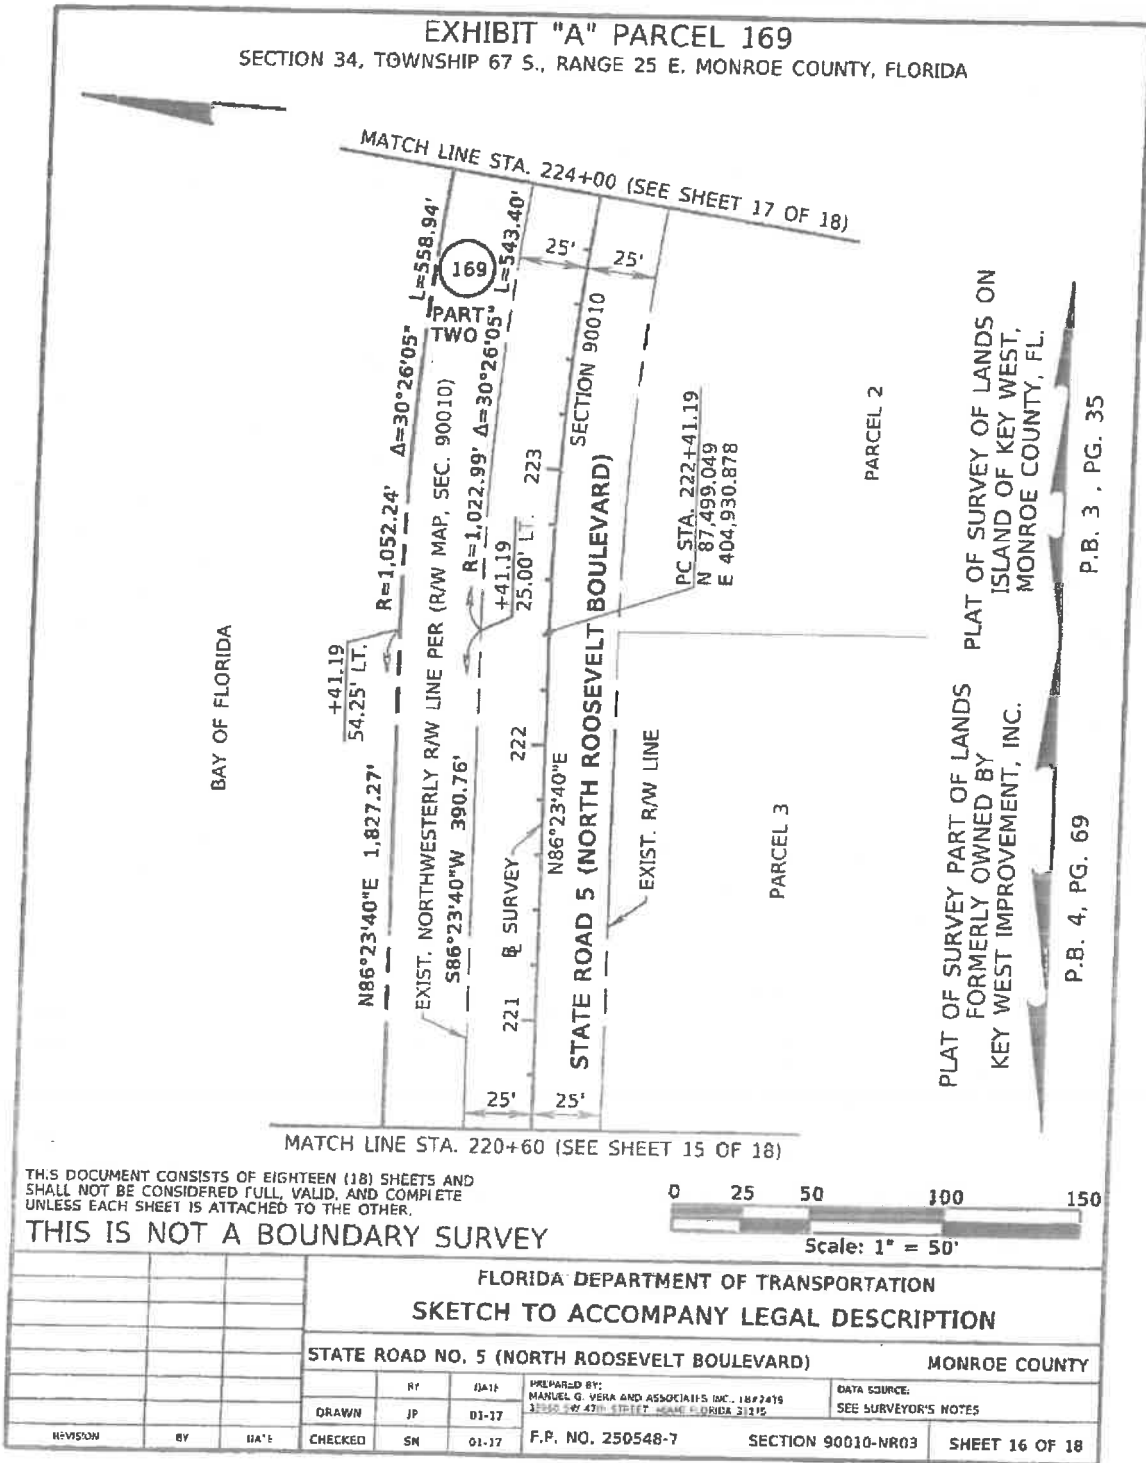 EXHIBIT "A" PARCEL 169
SECTION 34, TOWNSHIP 67 S., RANGE 25 E. MONROE COUNTY, FLORIDA
MATCH LINE STA. 224+00 (SEE SHEET 17 OF 18)
25'
25'
169
PART
TWO
R=1,052.24' Δ=30°26'05" L=558.94'
R=1,022.99' Δ=30°26'05" L=543.40'
EXIST. NORTHWESTERLY R/W LINE PER (R/W MAP, SEC. 90010)
SECTION 90010
223
+41.19
25.00' LT.
PC STA. 222+41.19
N 87,499.049
E 404,930.878
PARCEL 2
PLAT OF SURVEY OF LANDS ON
ISLAND OF KEY WEST,
MONROE COUNTY, FL.
P.B. 3 , PG. 35
BAY OF FLORIDA
+41.19
54.25' LT.
N86°23'40"E 1,827.27'
S86°23'40"W 390.76'
222
N86°23'40"E
STATE ROAD 5 (NORTH ROOSEVELT BOULEVARD)
EXIST. R/W LINE
BL SURVEY
221
PARCEL 3
PLAT OF SURVEY PART OF LANDS
FORMERLY OWNED BY
KEY WEST IMPROVEMENT, INC.
P.B. 4, PG. 69
25'
25'
MATCH LINE STA. 220+60 (SEE SHEET 15 OF 18)
TH.S DOCUMENT CONSISTS OF EIGHTEEN (18) SHEETS AND
SHALL NOT BE CONSIDERED FULL, VALID, AND COMPLETE
UNLESS EACH SHEET IS ATTACHED TO THE OTHER.
THIS IS NOT A BOUNDARY SURVEY
0 25 50 100 150
Scale: 1" = 50'
FLORIDA DEPARTMENT OF TRANSPORTATION
SKETCH TO ACCOMPANY LEGAL DESCRIPTION
STATE ROAD NO. 5 (NORTH ROOSEVELT BOULEVARD) MONROE COUNTY
BY DATE
PREPARED BY:
MANUEL G. VERA AND ASSOCIATES INC., LB#2439
SW 47th STREET MIAMI FLORIDA
DATA SOURCE:
SEE SURVEYOR'S NOTES
DRAWN JP 01-17
REVISION BY DATE
CHECKED SN 01-17
F.P. NO. 250548-7 SECTION 90010-NR03 SHEET 16 OF 18